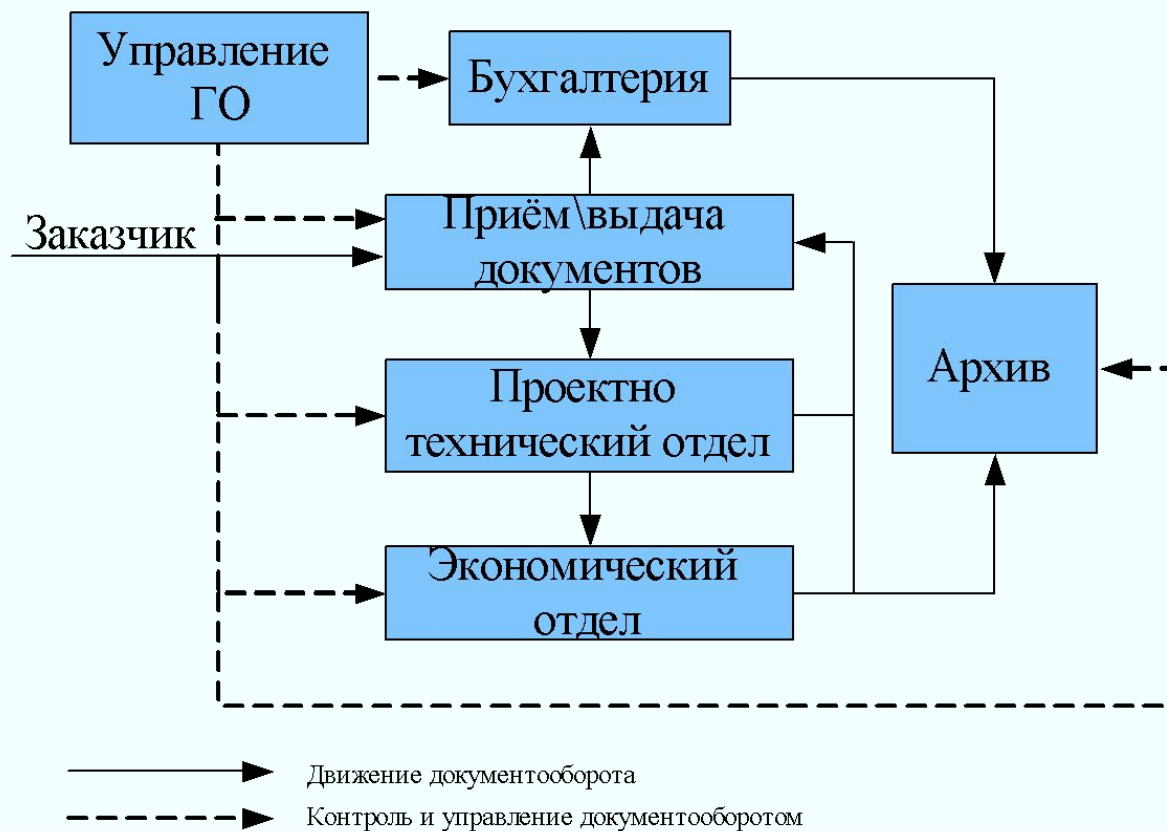 Управление
ГО
Бухгалтерия
Приём\выдача
документов
Заказчик
Проектно
технический отдел
Архив
Экономический
отдел
Движение документооборота
Контроль и управление документооборотом